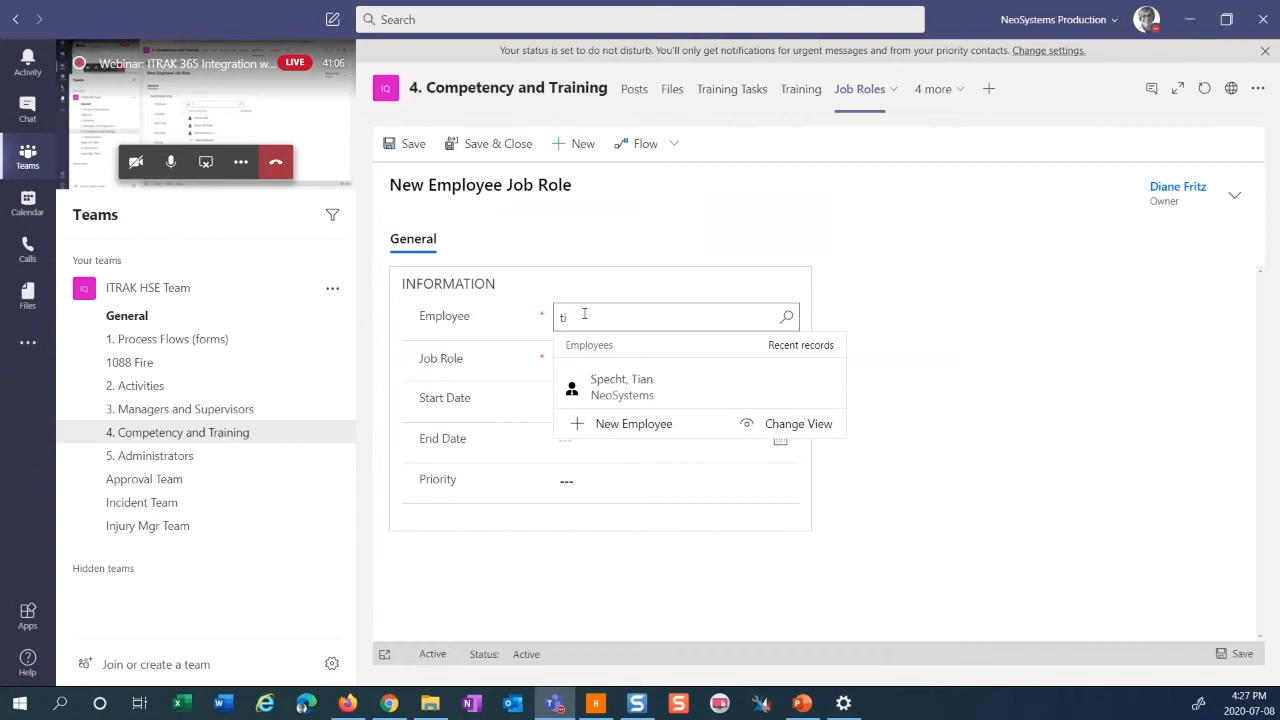 Search
NeoSystems Production
Your status is set to do not disturb. You'll only get notifications for urgent messages and from your priority contacts. Change settings.
Webinar: ITRAK 365 Integration w...
LIVE
41:06
Activity
Chat
Teams
Calendar
Calls
Files
Apps
Help
Teams
Your teams
IQ
ITRAK HSE Team
General
1. Process Flows (forms)
1088 Fire
2. Activities
3. Managers and Supervisors
4. Competency and Training
5. Administrators
Approval Team
Incident Team
Injury Mgr Team
Hidden teams
Join or create a team
IQ
4. Competency and Training
Posts
Files
Training Tasks
Job Roles
4 more
Save
Save &
New
Flow
New Employee Job Role
Diane Fritz
Owner
General
INFORMATION
Employee
*
ti
Employees
Recent records
Specht, Tian
NeoSystems
New Employee
Change View
Job Role
*
Start Date
End Date
---
Priority
---
Active
Status:
Active
Save
4:27 PM
2020-07-08